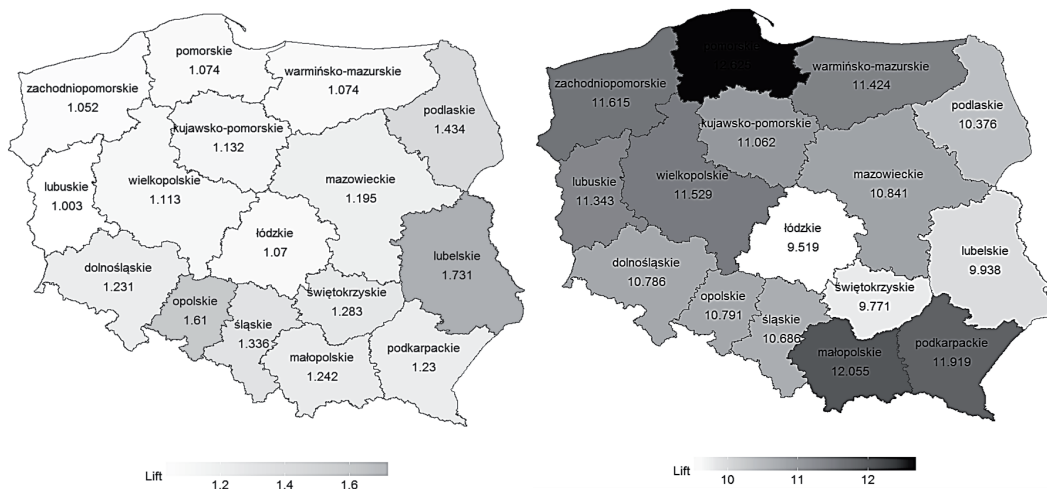 pomorskie
1.074
warmińsko-mazurskie
1.074
zachodniopomorskie
1.052
podlaskie
1.434
kujawsko-pomorskie
1.132
lubuskie
1.003
wielkopolskie
1.113
mazowieckie
1.195
łódzkie
1.07
lubelskie
1.731
dolnośląskie
1.231
opolskie
1.61
świętokrzyskie
1.283
śląskie
1.336
małopolskie
1.242
podkarpackie
1.23
Lift
1.2 1.4 1.6
warmińsko-mazurskie
11.424
zachodniopomorskie
11.615
podlaskie
10.376
kujawsko-pomorskie
11.062
lubuskie
11.343
wielkopolskie
11.529
mazowieckie
10.841
łódzkie
9.519
lubelskie
9.938
dolnośląskie
10.786
opolskie
10.791
świętokrzyskie
9.771
śląskie
10.686
małopolskie
12.055
podkarpackie
11.919
Lift
10 11 12